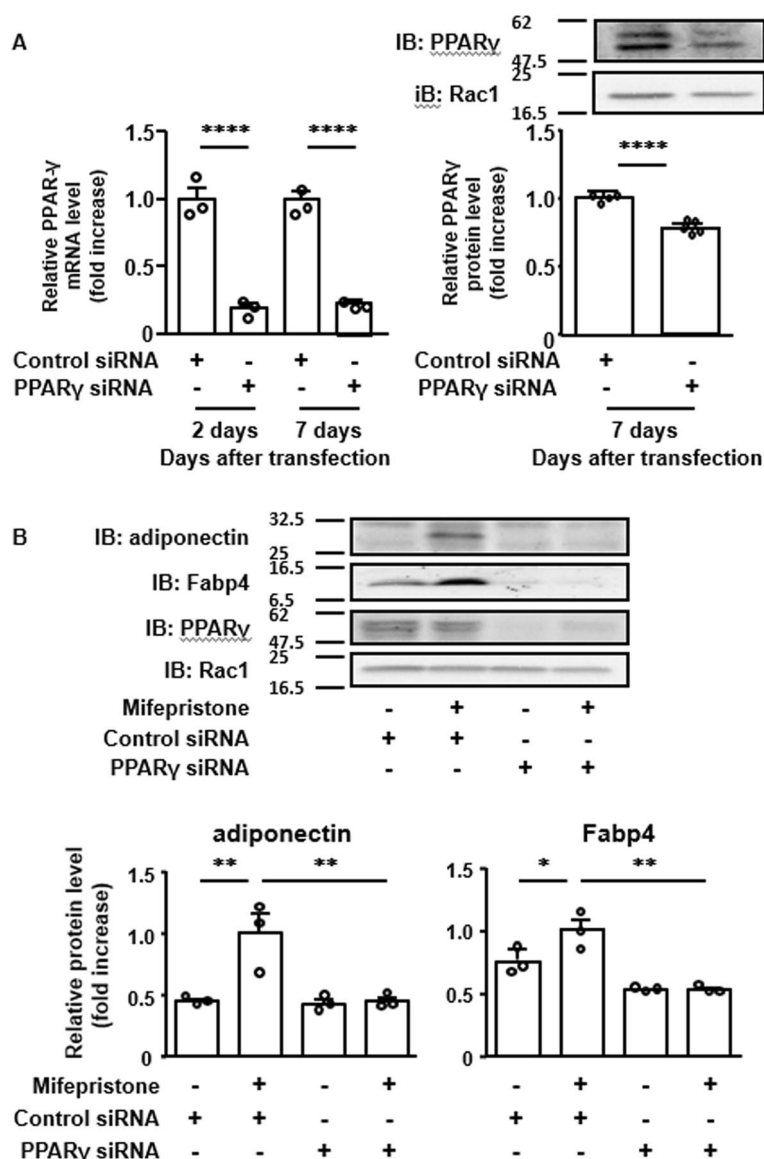 A
IB: PPARγ
62
47.5
iB: Rac1
25
16.5
Relative PPAR-γ
mRNA level
(fold increase)
1.5
1.0
0.5
0
**** ****
Control siRNA + - + -
PPARγ siRNA - + - +
2 days 7 days
Days after transfection
Relative PPARγ
protein level
(fold increase)
1.5
1.0
0.5
0
****
Control siRNA + -
PPARγ siRNA - +
7 days
Days after transfection
B
IB: adiponectin
32.5
25
IB: Fabp4
16.5
6.5
IB: PPARγ
62
47.5
IB: Rac1
25
16.5
Mifepristone - + - +
Control siRNA + + - -
PPARγ siRNA - - + +
adiponectin
Relative protein level
(fold increase)
1.5
1.0
0.5
0
** **
Fabp4
1.5
1.0
0.5
0
* **
Mifepristone - + - + - + - +
Control siRNA + + - - + + - -
PPARγ siRNA - - + + - - + +